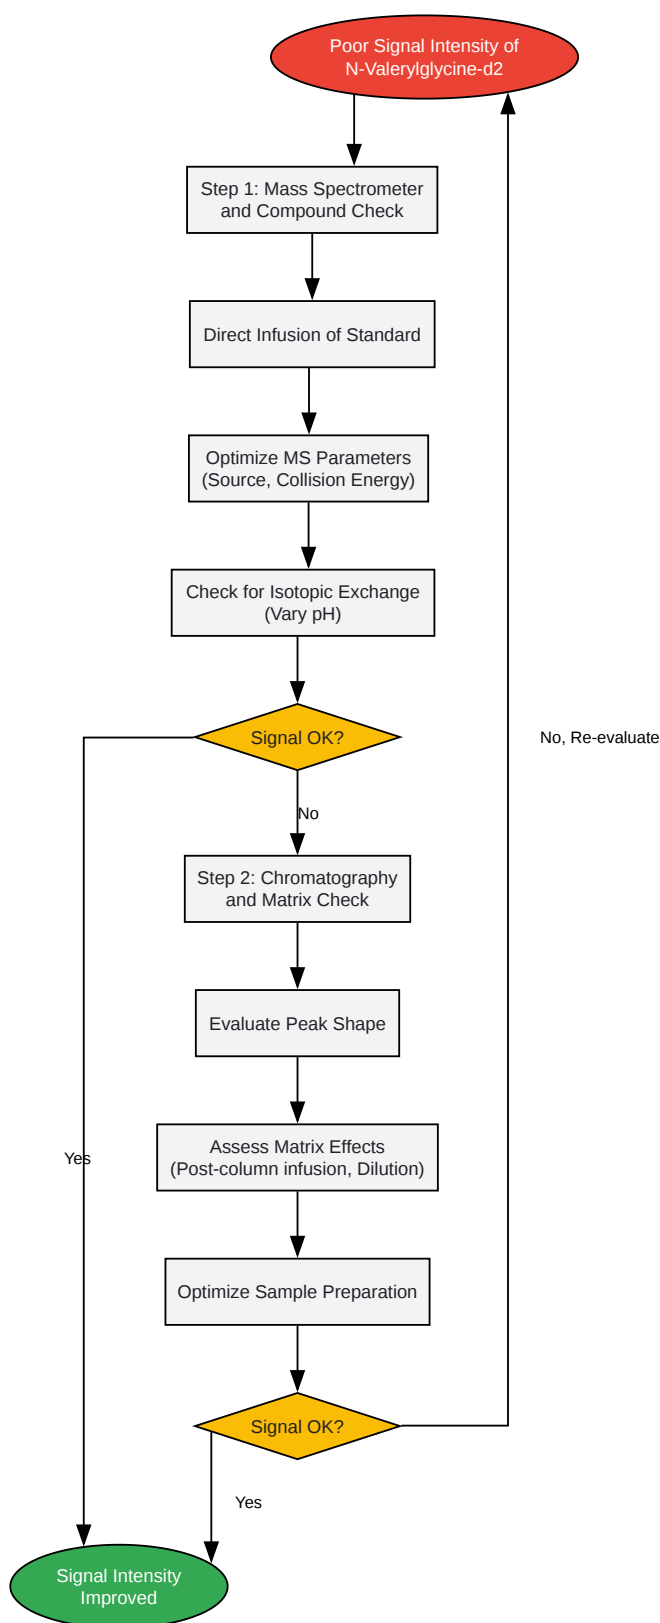 Poor Signal Intensity of
N-Valerylglycine-d2
Step 1: Mass Spectrometer
and Compound Check
Direct Infusion of Standard
Optimize MS Parameters
(Source, Collision Energy)
Check for Isotopic Exchange
(Vary pH)
Signal OK?
No, Re-evaluate
No
Step 2: Chromatography
and Matrix Check
Evaluate Peak Shape
Assess Matrix Effects
(Post-column infusion, Dilution)
Yes
Optimize Sample Preparation
Signal OK?
Yes
Signal Intensity
Improved